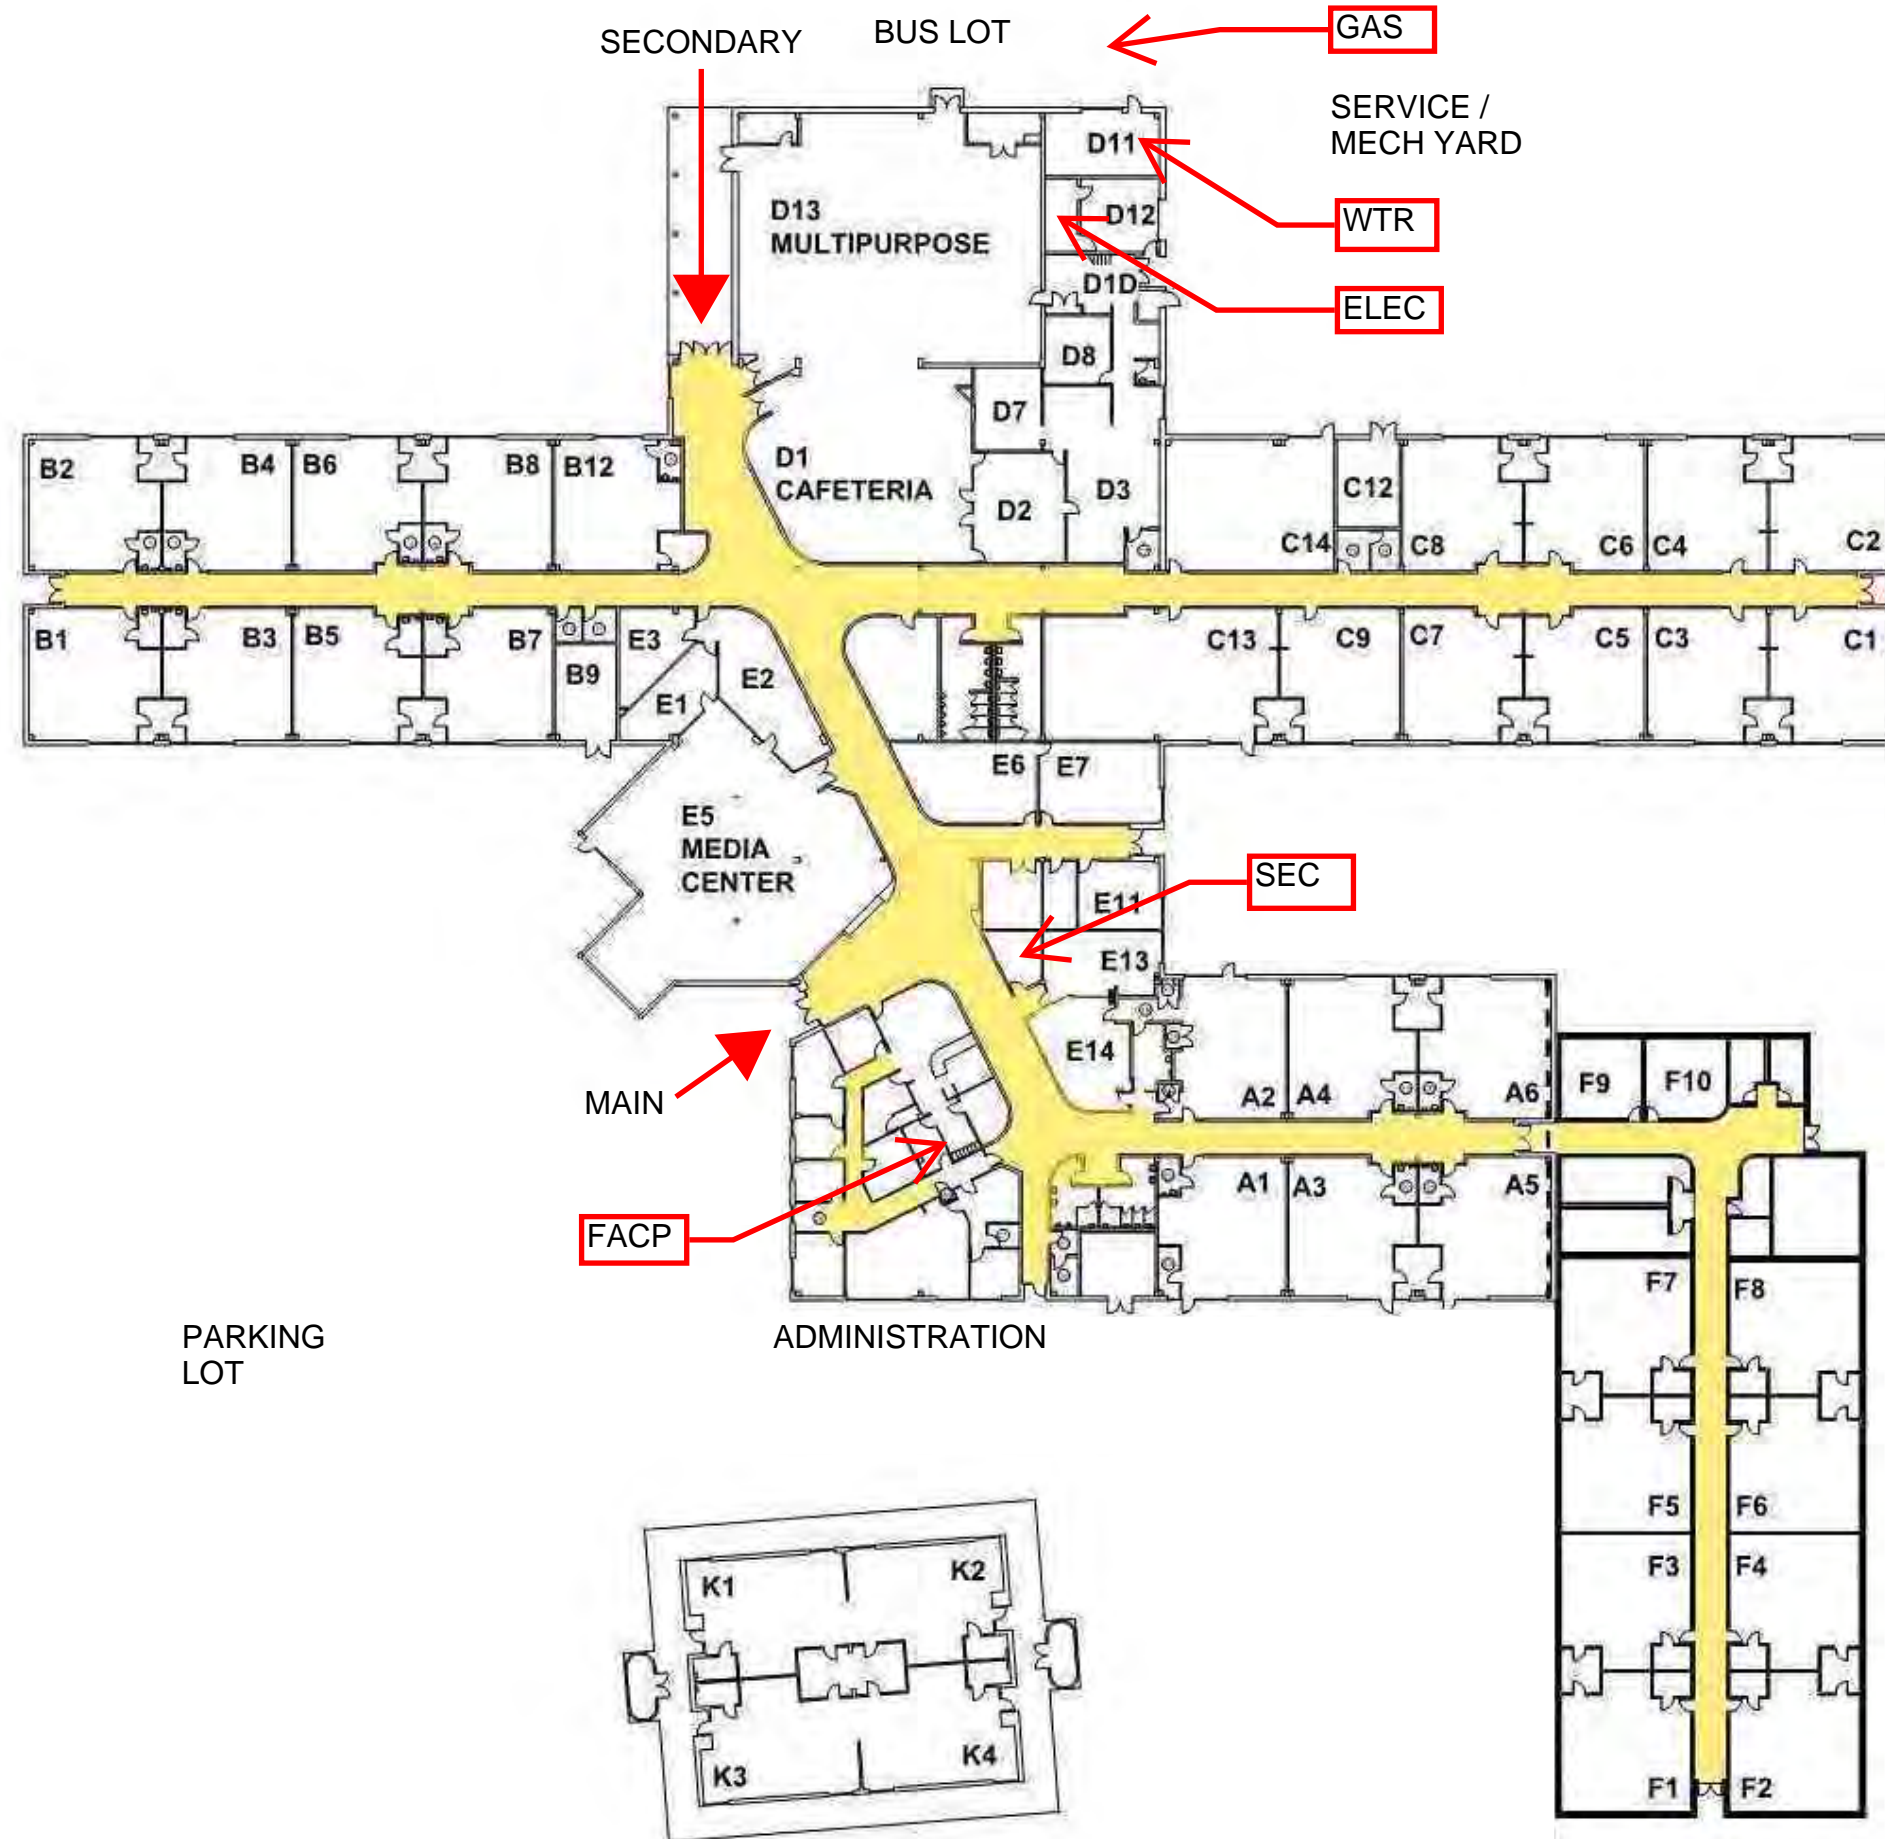 GAS
BUS LOT
SECONDARY
SERVICE /
MECH YARD
D11
D13
MULTIPURPOSE
D12
WTR
D1D
ELEC
D8
D7
D1
CAFETERIA
D2
D3
B2
B4
B6
B8
B12
C14
C12
C8
C6
C4
C2
B1
B3
B5
B7
B9
E3
E1
E2
C13
C9
C7
C5
C3
C1
E6
E7
E5
MEDIA
CENTER
SEC
E11
E13
E14
MAIN
A2
A4
A6
F9
F10
A1
A3
A5
FACP
F7
F8
PARKING
LOT
ADMINISTRATION
F5
F6
F3
F4
K1
K2
K3
K4
F1
F2